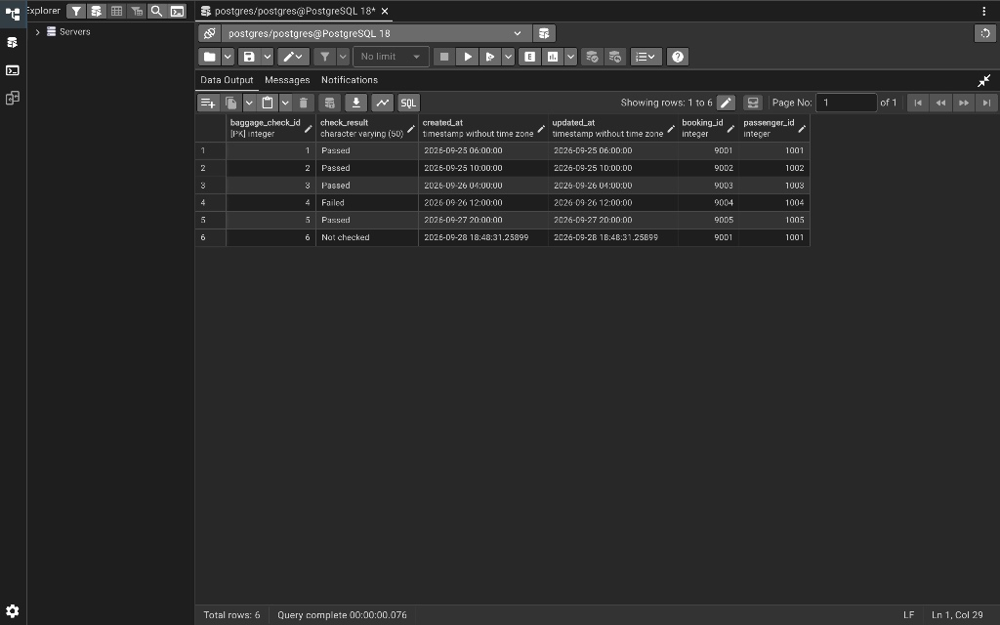 Explorer
Servers
postgres/postgres@PostgreSQL 18*
postgres/postgres@PostgreSQL 18
No limit
Data Output Messages Notifications
SQL Showing rows: 1 to 6 Page No: 1 of 1
baggage_check_id check_result created_at updated_at booking_id passenger_id
[PK] integer character varying (50) timestamp without time zone timestamp without time zone integer integer
1 1 Passed 2026-09-25 06:00:00 2026-09-25 06:00:00 9001 1001
2 2 Passed 2026-09-25 10:00:00 2026-09-25 10:00:00 9002 1002
3 3 Passed 2026-09-26 04:00:00 2026-09-26 04:00:00 9003 1003
4 4 Failed 2026-09-26 12:00:00 2026-09-26 12:00:00 9004 1004
5 5 Passed 2026-09-27 20:00:00 2026-09-27 20:00:00 9005 1005
6 6 Not checked 2026-09-28 18:48:31.25899 2026-09-28 18:48:31.25899 9001 1001
Total rows: 6 Query complete 00:00:00.076 LF Ln 1, Col 29